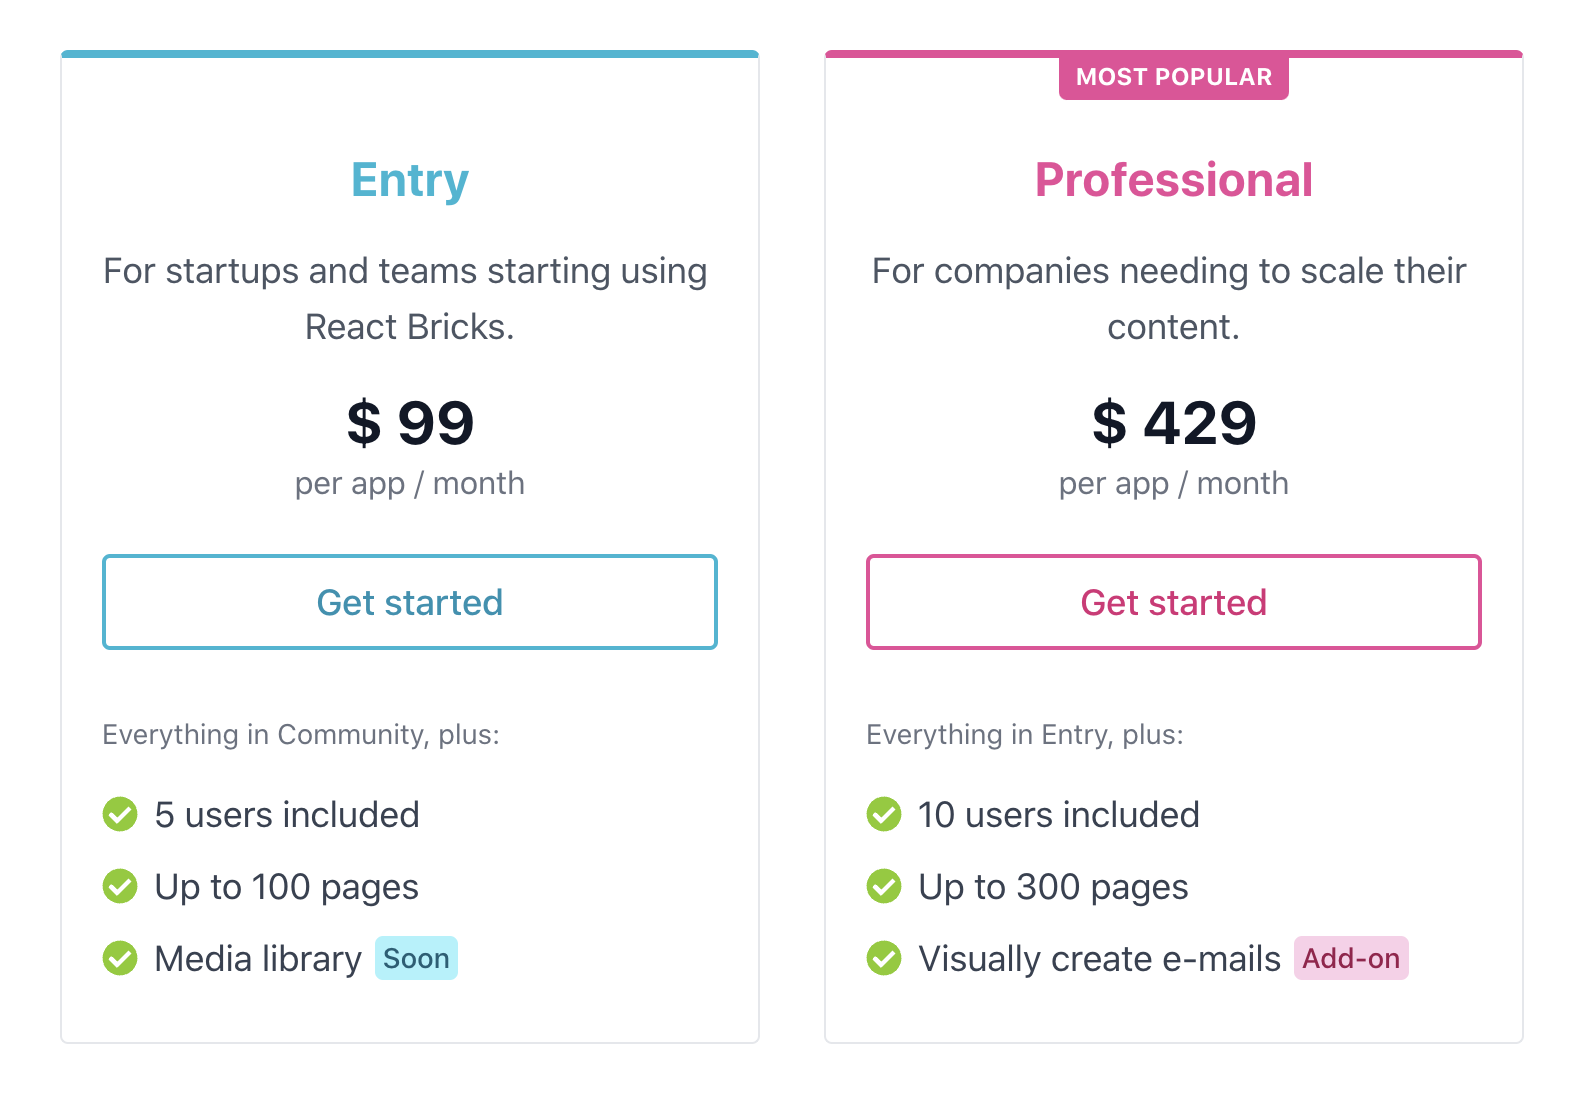 Entry
For startups and teams starting using
React Bricks.
$ 99
per app / month
Get started
Everything in Community, plus:
5 users included
Up to 100 pages
Media library Soon
MOST POPULAR
Professional
For companies needing to scale their
content.
$ 429
per app / month
Get started
Everything in Entry, plus:
10 users included
Up to 300 pages
Visually create e-mails Add-on